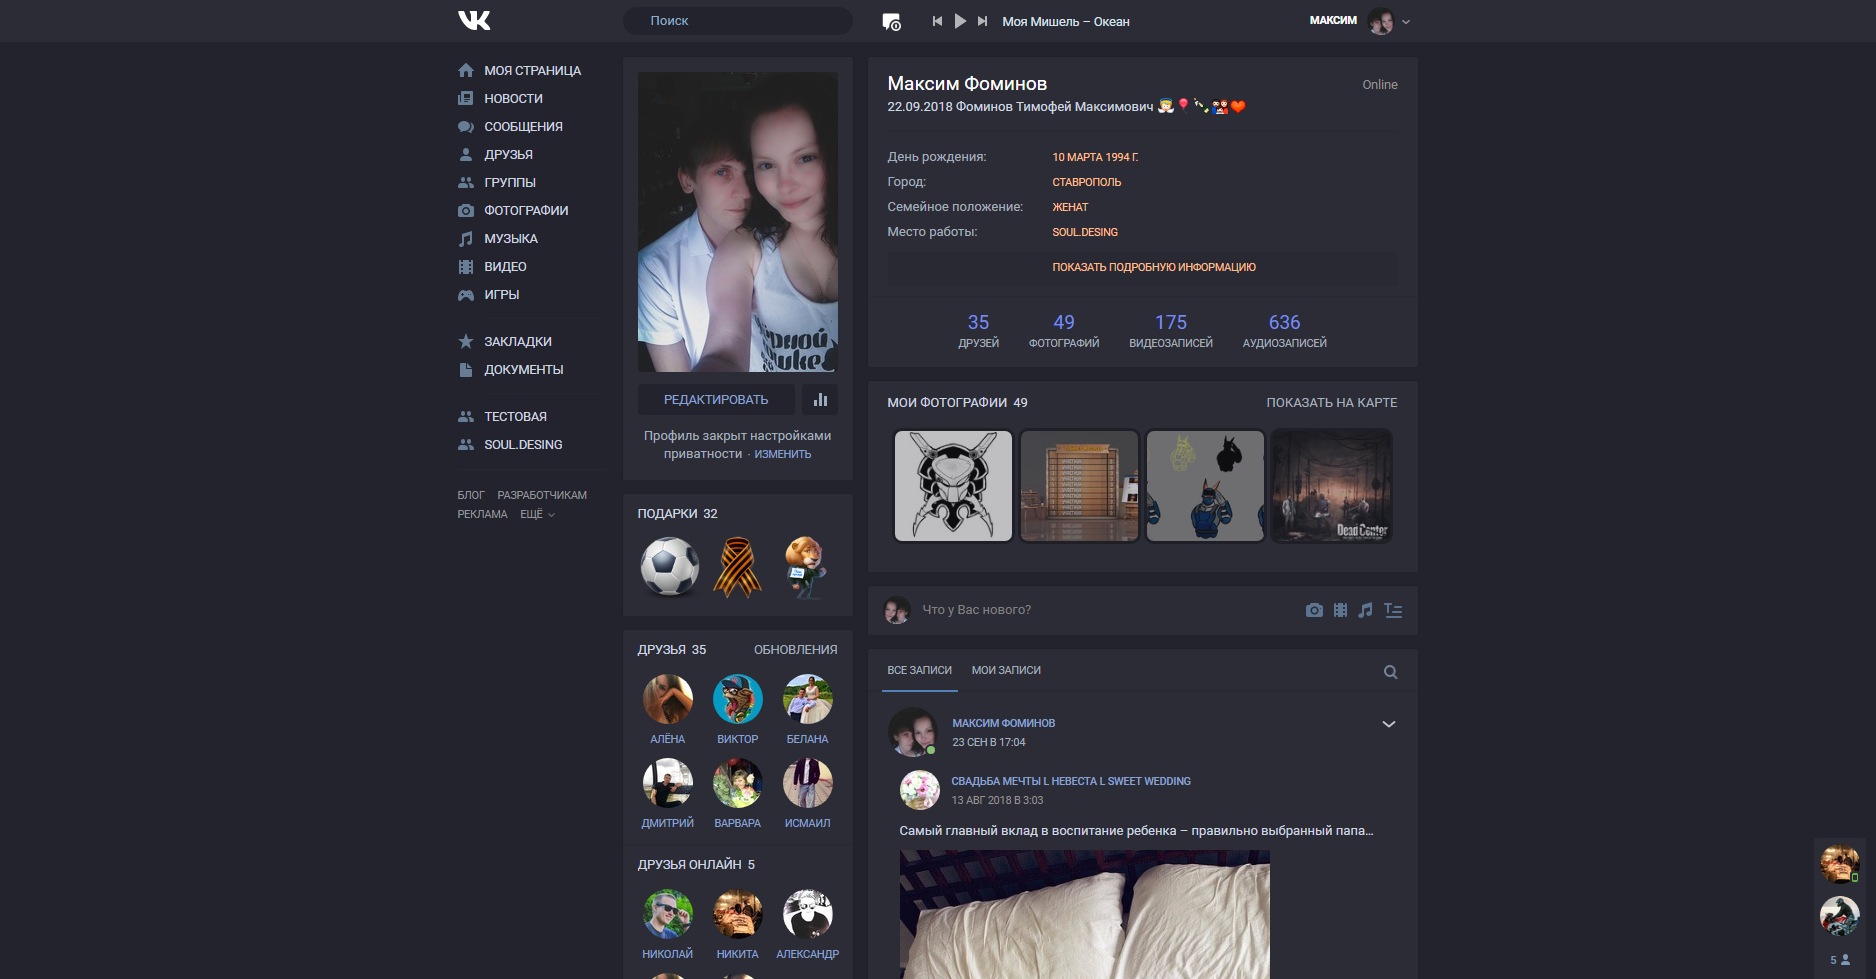 Поиск
Моя Мишель – Океан
МАКСИМ
МОЯ СТРАНИЦА
НОВОСТИ
СООБЩЕНИЯ
ДРУЗЬЯ
ГРУППЫ
ФОТОГРАФИИ
МУЗЫКА
ВИДЕО
ИГРЫ
ЗАКЛАДКИ
ДОКУМЕНТЫ
ТЕСТОВАЯ
SOUL.DESING
БЛОГ РАЗРАБОТЧИКАМ
РЕКЛАМА ЕЩЁ
РЕДАКТИРОВАТЬ
Профиль закрыт настройками
приватности · ИЗМЕНИТЬ
ПОДАРКИ 32
ДРУЗЬЯ 35 ОБНОВЛЕНИЯ
АЛЁНА ВИКТОР БЕЛАНА
ДМИТРИЙ ВАРВАРА ИСМАИЛ
ДРУЗЬЯ ОНЛАЙН 5
НИКОЛАЙ НИКИТА АЛЕКСАНДР
Максим Фоминов Online
22.09.2018 Фоминов Тимофей Максимович
День рождения: 10 МАРТА 1994 Г.
Город: СТАВРОПОЛЬ
Семейное положение: ЖЕНАТ
Место работы: SOUL.DESING
ПОКАЗАТЬ ПОДРОБНУЮ ИНФОРМАЦИЮ
35 49 175 636
ДРУЗЕЙ ФОТОГРАФИЙ ВИДЕОЗАПИСЕЙ АУДИОЗАПИСЕЙ
МОИ ФОТОГРАФИИ 49 ПОКАЗАТЬ НА КАРТЕ
Dead Center
Что у Вас нового?
ВСЕ ЗАПИСИ МОИ ЗАПИСИ
МАКСИМ ФОМИНОВ
23 СЕН В 17:04
СВАДЬБА МЕЧТЫ L НЕВЕСТА L SWEET WEDDING
13 АВГ 2018 В 3:03
Самый главный вклад в воспитание ребенка – правильно выбранный папа...
5